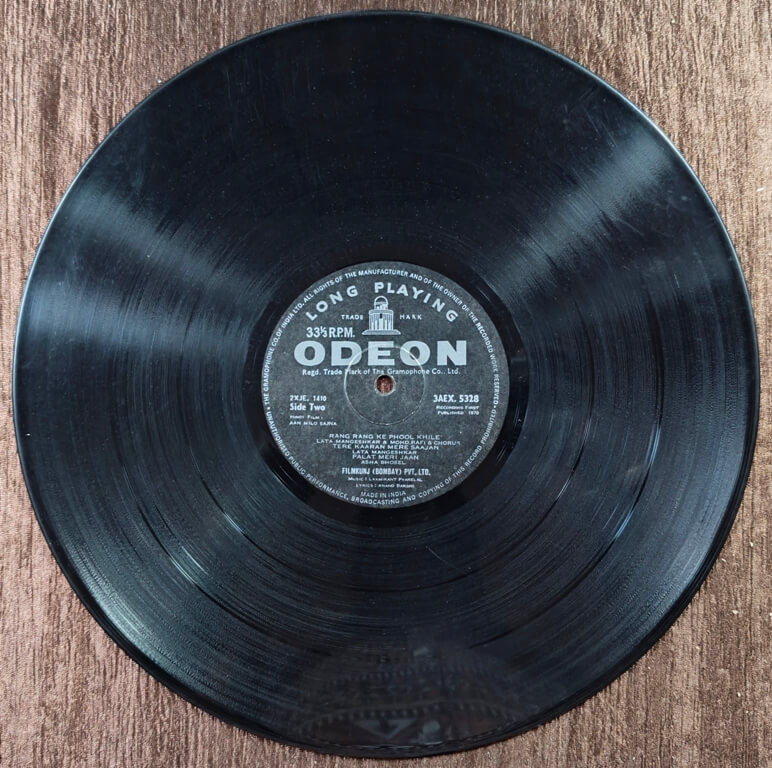 THE GRAMOPHONE CO. OF INDIA LTD. ALL RIGHTS OF THE MANUFACTURER AND OF THE OWNER OF THE RECORDED WORK RESERVED •
LONG PLAYING
TRADE MARK
33⅓ R.P.M.
ODEON
Regd. Trade Mark of The Gramophone Co., Ltd.
2XJE. 1410
3AEX. 5328
Side Two
RECORDING FIRST
PUBLISHED 1970
HINDI FILM :
AAN MILO SAJNA
RANG RANG KE PHOOL KHILE
LATA MANGESHKAR & MOHD. RAFI & CHORUS
TERE KAARAN MERE SAAJAN
LATA MANGESHKAR
PALAT MERI JAAN
ASHA BHOSLE
FILMKUNJ (BOMBAY) PVT., LTD.
MUSIC : LAXMIKANT PYARELAL
LYRICS : ANAND BAKSHI
MADE IN INDIA
UNAUTHORISED PUBLIC PERFORMANCE, BROADCASTING AND COPYING OF THIS RECORD PROHIBITED